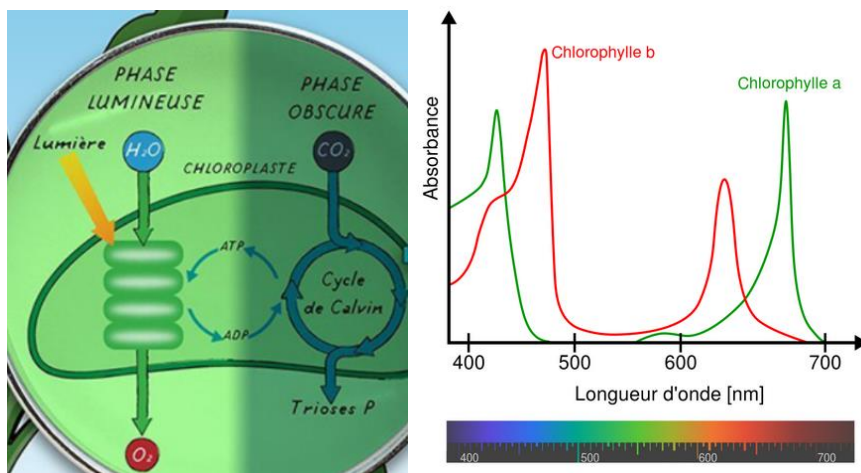 PHASE
LUMINEUSE
PHASE
OBSCURE
Lumière
H₂O
CO₂
CHLOROPLASTE
ATP
ADP
Cycle
de Calvin
Trioses P
O₂
Chlorophylle b
Chlorophylle a
Absorbance
400
500
600
700
Longueur d'onde [nm]
400
500
600
700